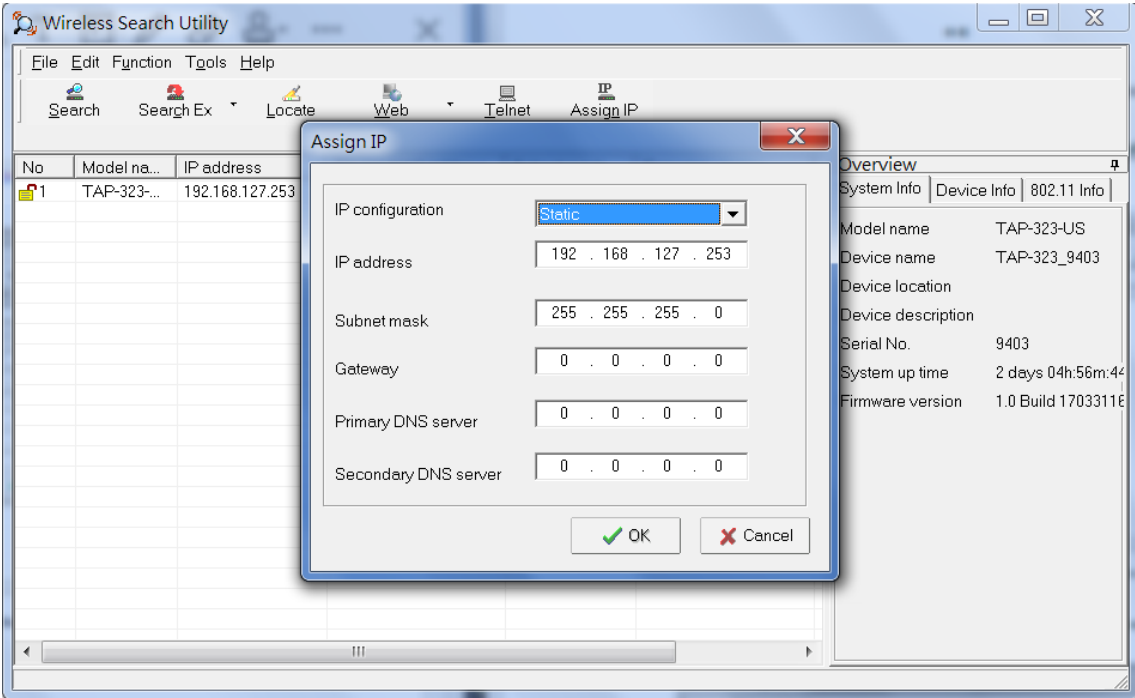 Wireless Search Utility
File Edit Function Tools Help
Search Search Ex Locate Web Telnet IP Assign IP
No Model na... IP address
1 TAP-323-... 192.168.127.253
Assign IP
IP configuration Static
IP address 192 . 168 . 127 . 253
Subnet mask 255 . 255 . 255 . 0
Gateway 0 . 0 . 0 . 0
Primary DNS server 0 . 0 . 0 . 0
Secondary DNS server 0 . 0 . 0 . 0
OK Cancel
Overview
System Info Device Info 802.11 Info
Model name TAP-323-US
Device name TAP-323_9403
Device location
Device description
Serial No. 9403
System up time 2 days 04h:56m:44
Firmware version 1.0 Build 17033116